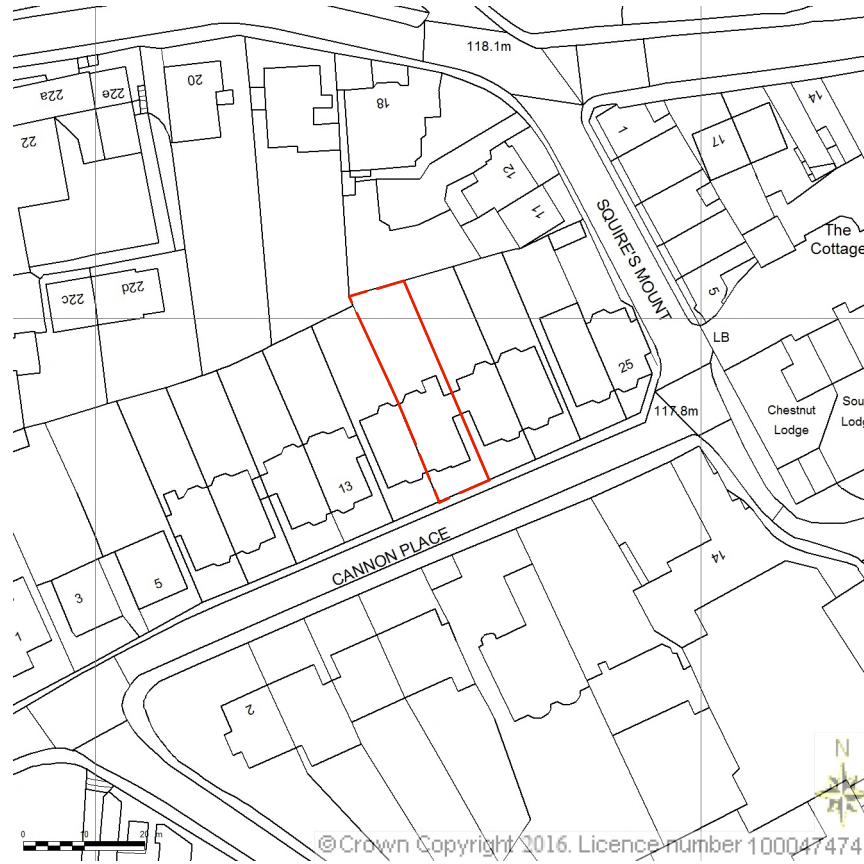 118.1m
22a
22e
20
18
1
14
22
17
12
11
SQUIRE'S MOUNT
The
Cottage
22c
22d
5
LB
25
117.8m
Chestnut
Lodge
Sou
Lodg
13
CANNON PLACE
14
3
5
1
2
N
0
10
20 m
©Crown Copyright 2016. Licence number 100047474